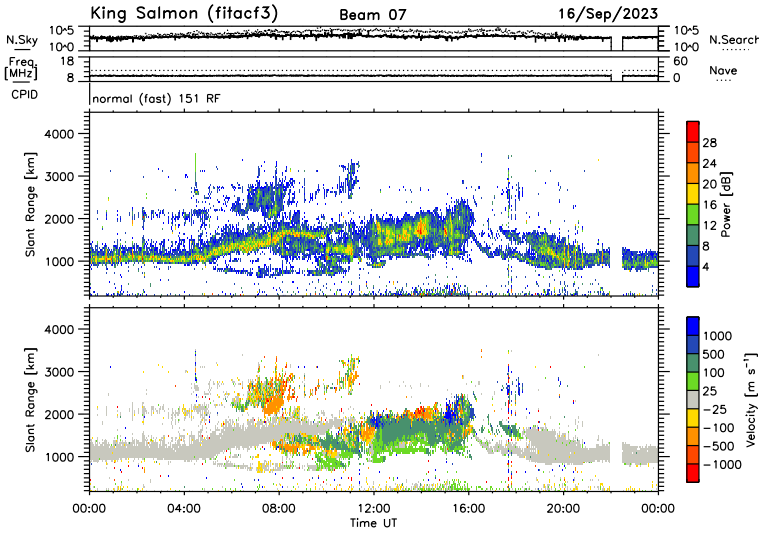 King Salmon (fitacf3) Beam 07 16/Sep/2023
N.Sky 10^5 10^0 10^5 10^0 N.Search
Freq. [MHz] 18 8 60 0 Nave
CPID normal (fast) 151 RF
Slant Range [km] 4000 3000 2000 1000
Power [dB] 28 24 20 16 12 8 4
Slant Range [km] 4000 3000 2000 1000
Velocity [m s⁻¹] 1000 500 100 25 −25 −100 −500 −1000
00:00 04:00 08:00 12:00 16:00 20:00 00:00
Time UT